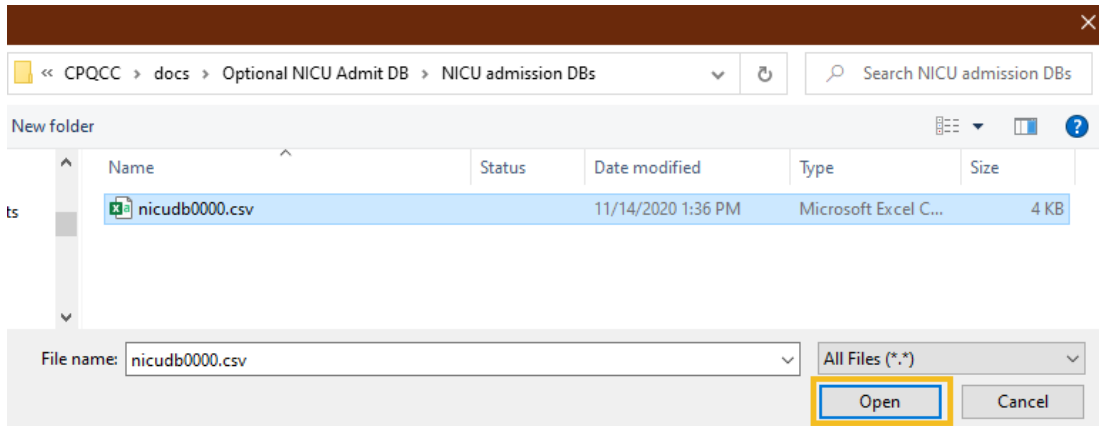 « CPQCC › docs › Optional NICU Admit DB › NICU admission DBs Search NICU admission DBs
New folder ?
Name Status Date modified Type Size
ts nicudb0000.csv 11/14/2020 1:36 PM Microsoft Excel C... 4 KB
File name: nicudb0000.csv All Files (*.*)
Open Cancel